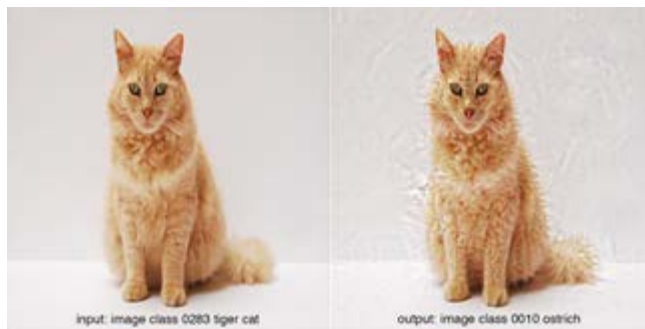 input: image class 0283 tiger cat
output: image class 0010 ostrich